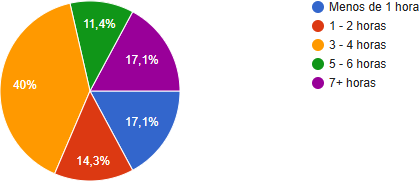 Menos de 1 hora
1 - 2 horas
3 - 4 horas
5 - 6 horas
7+ horas
11,4%
17,1%
40%
17,1%
14,3%